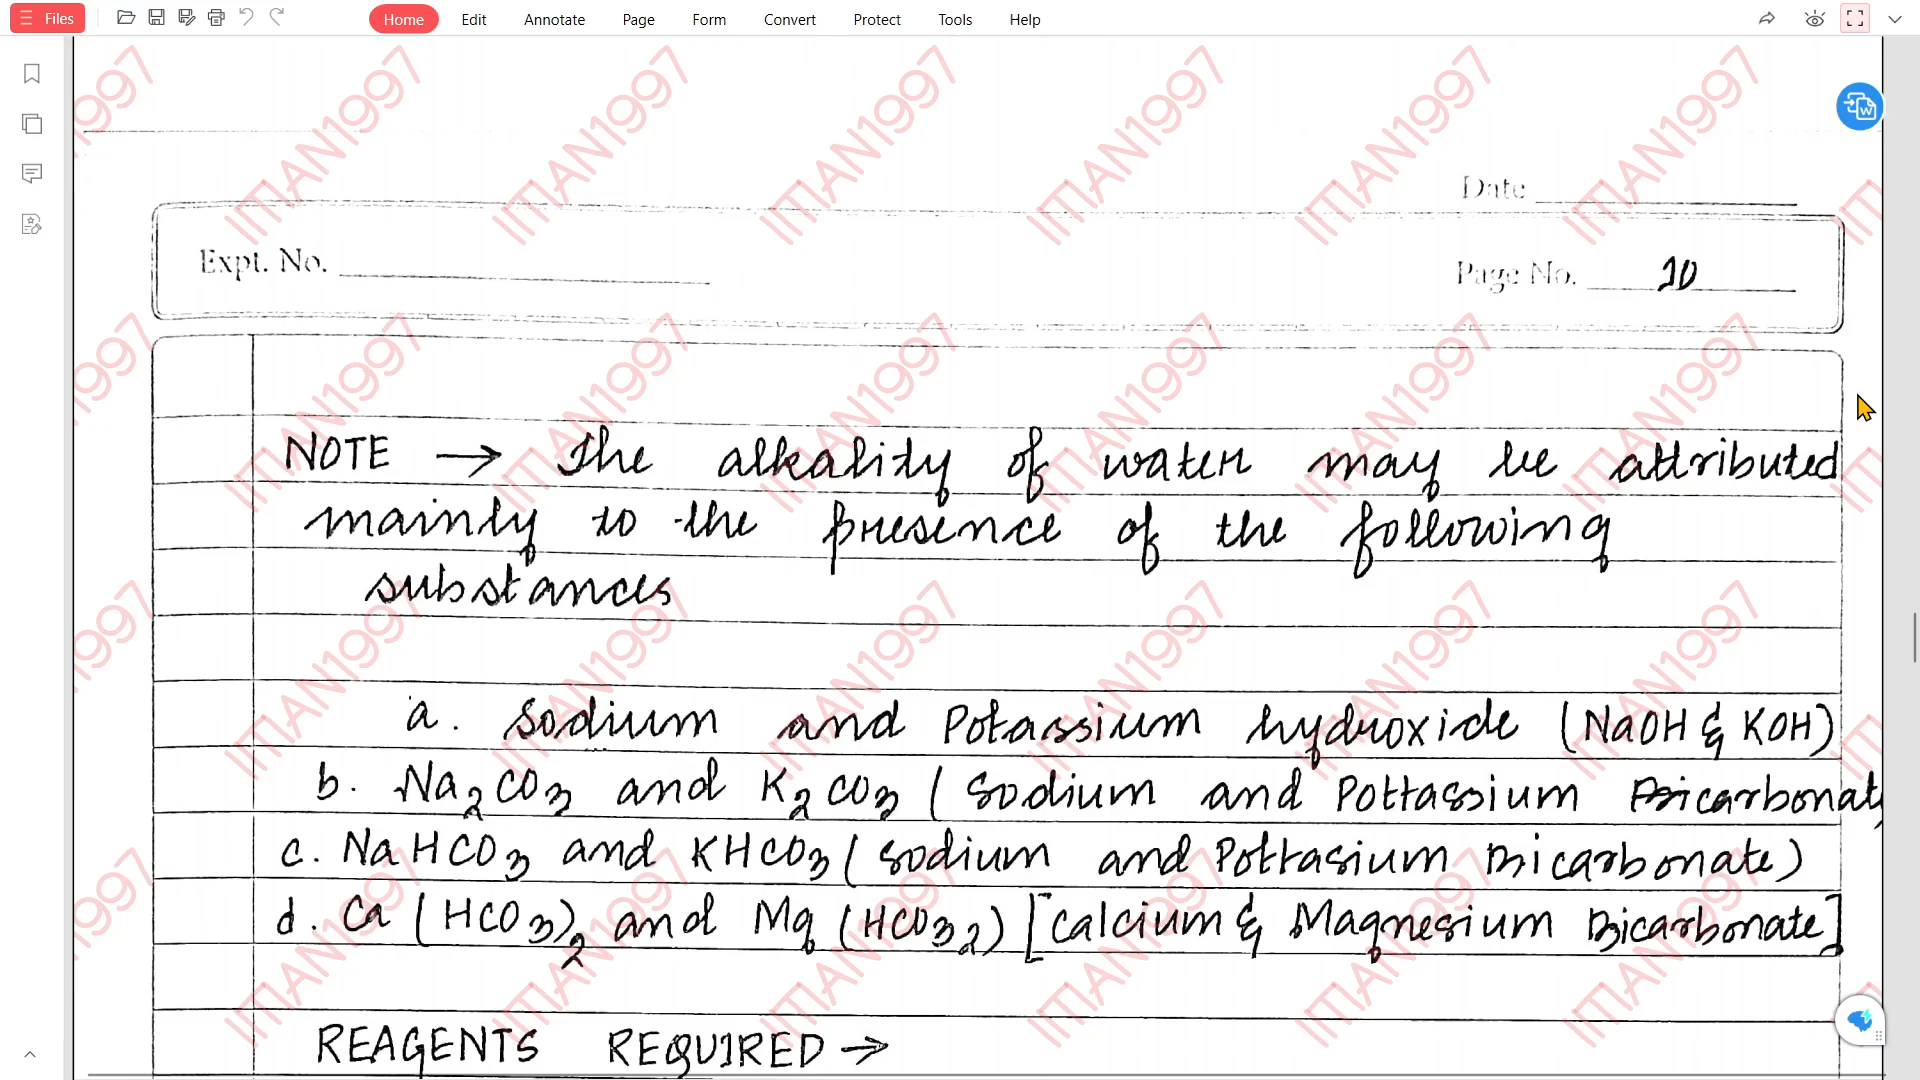 Files Home Edit Annotate Page Form Convert Protect Tools Help
Date
Expt. No.
Page No. 10
NOTE → The alkality of water may be attributed
mainly to the presence of the following
substances
a. Sodium and Potassium hydroxide (NaOH & KOH)
b. Na2CO3 and K2CO3 (Sodium and Pottassium Bicarbonate
c. NaHCO3 and KHCO3 (Sodium and Pottasium Bicarbonate)
d. Ca (HCO3)2 and Mg (HCO32) [Calcium & Magnesium Bicarbonate]
REAGENTS REQUIRED →
IMAN1997